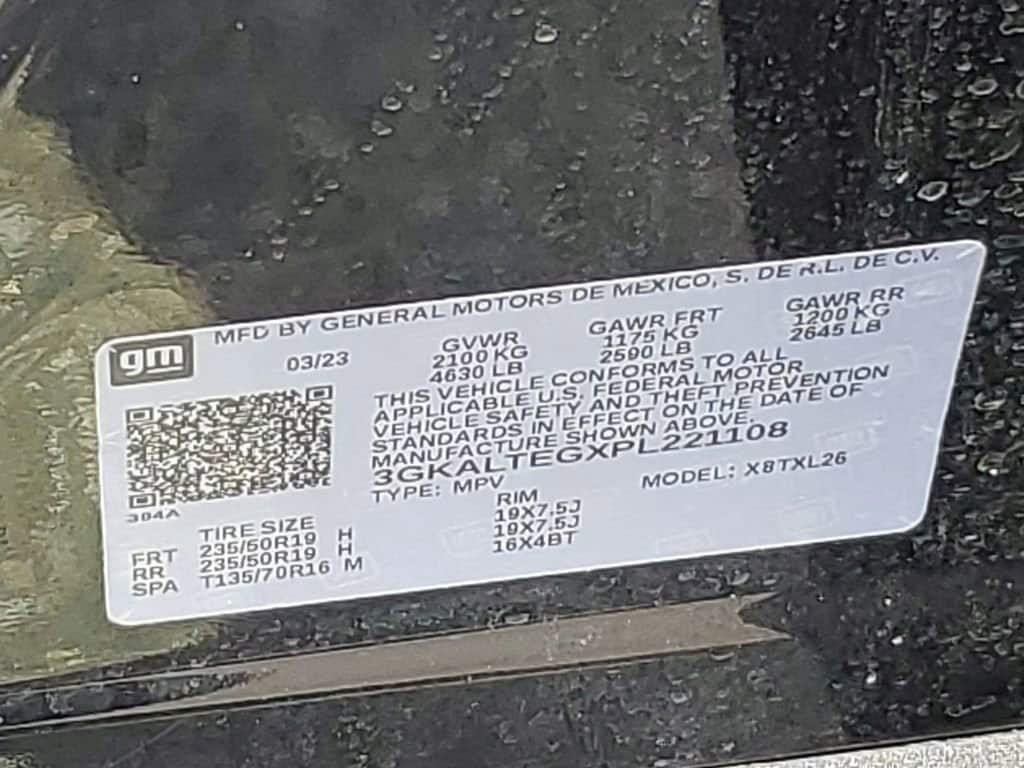 MFD BY GENERAL MOTORS DE MEXICO, S. DE R.L. DE C.V.
gm
03/23
GVWR GAWR FRT GAWR RR
2100 KG 1175 KG 1200 KG
4630 LB 2590 LB 2645 LB
THIS VEHICLE CONFORMS TO ALL
APPLICABLE U.S. FEDERAL MOTOR
VEHICLE SAFETY AND THEFT PREVENTION
STANDARDS IN EFFECT ON THE DATE OF
MANUFACTURE SHOWN ABOVE.
3GKALTEGXPL221108
TYPE: MPV MODEL: X8TXL26
304A
TIRE SIZE RIM
FRT 235/50R19 H 19X7.5J
RR 235/50R19 H 19X7.5J
SPA T135/70R16 M 16X4BT